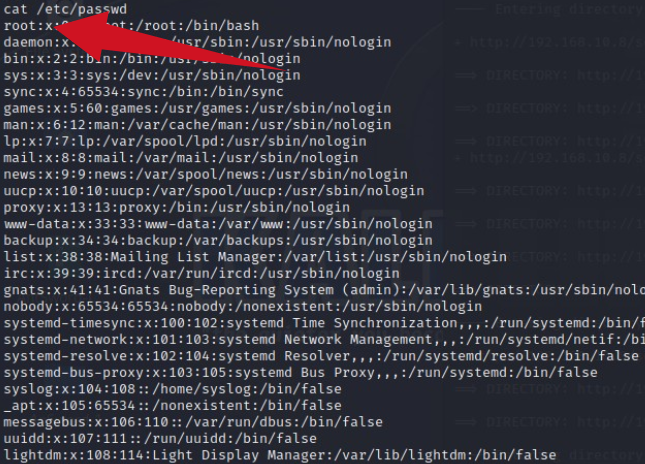 cat /etc/passwd
root:x: :/root:/bin/bash
daemon:x: /usr/sbin:/usr/sbin/nologin
bin:x:2:2:bin:/bin:/usr/sbin/nologin
sys:x:3:3:sys:/dev:/usr/sbin/nologin
sync:x:4:65534:sync:/bin:/bin/sync
games:x:5:60:games:/usr/games:/usr/sbin/nologin
man:x:6:12:man:/var/cache/man:/usr/sbin/nologin
lp:x:7:7:lp:/var/spool/lpd:/usr/sbin/nologin
mail:x:8:8:mail:/var/mail:/usr/sbin/nologin
news:x:9:9:news:/var/spool/news:/usr/sbin/nologin
uucp:x:10:10:uucp:/var/spool/uucp:/usr/sbin/nologin
proxy:x:13:13:proxy:/bin:/usr/sbin/nologin
www-data:x:33:33:www-data:/var/www:/usr/sbin/nologin
backup:x:34:34:backup:/var/backups:/usr/sbin/nologin
list:x:38:38:Mailing List Manager:/var/list:/usr/sbin/nologin
irc:x:39:39:ircd:/var/run/ircd:/usr/sbin/nologin
gnats:x:41:41:Gnats Bug-Reporting System (admin):/var/lib/gnats:/usr/sbin/nolo
nobody:x:65534:65534:nobody:/nonexistent:/usr/sbin/nologin
systemd-timesync:x:100:102:systemd Time Synchronization,,,:/run/systemd:/bin/f
systemd-network:x:101:103:systemd Network Management,,,:/run/systemd/netif:/bi
systemd-resolve:x:102:104:systemd Resolver,,,:/run/systemd/resolve:/bin/false
systemd-bus-proxy:x:103:105:systemd Bus Proxy,,,:/run/systemd:/bin/false
syslog:x:104:108::/home/syslog:/bin/false
_apt:x:105:65534::/nonexistent:/bin/false
messagebus:x:106:110::/var/run/dbus:/bin/false
uuidd:x:107:111::/run/uuidd:/bin/false
lightdm:x:108:114:Light Display Manager:/var/lib/lightdm:/bin/false